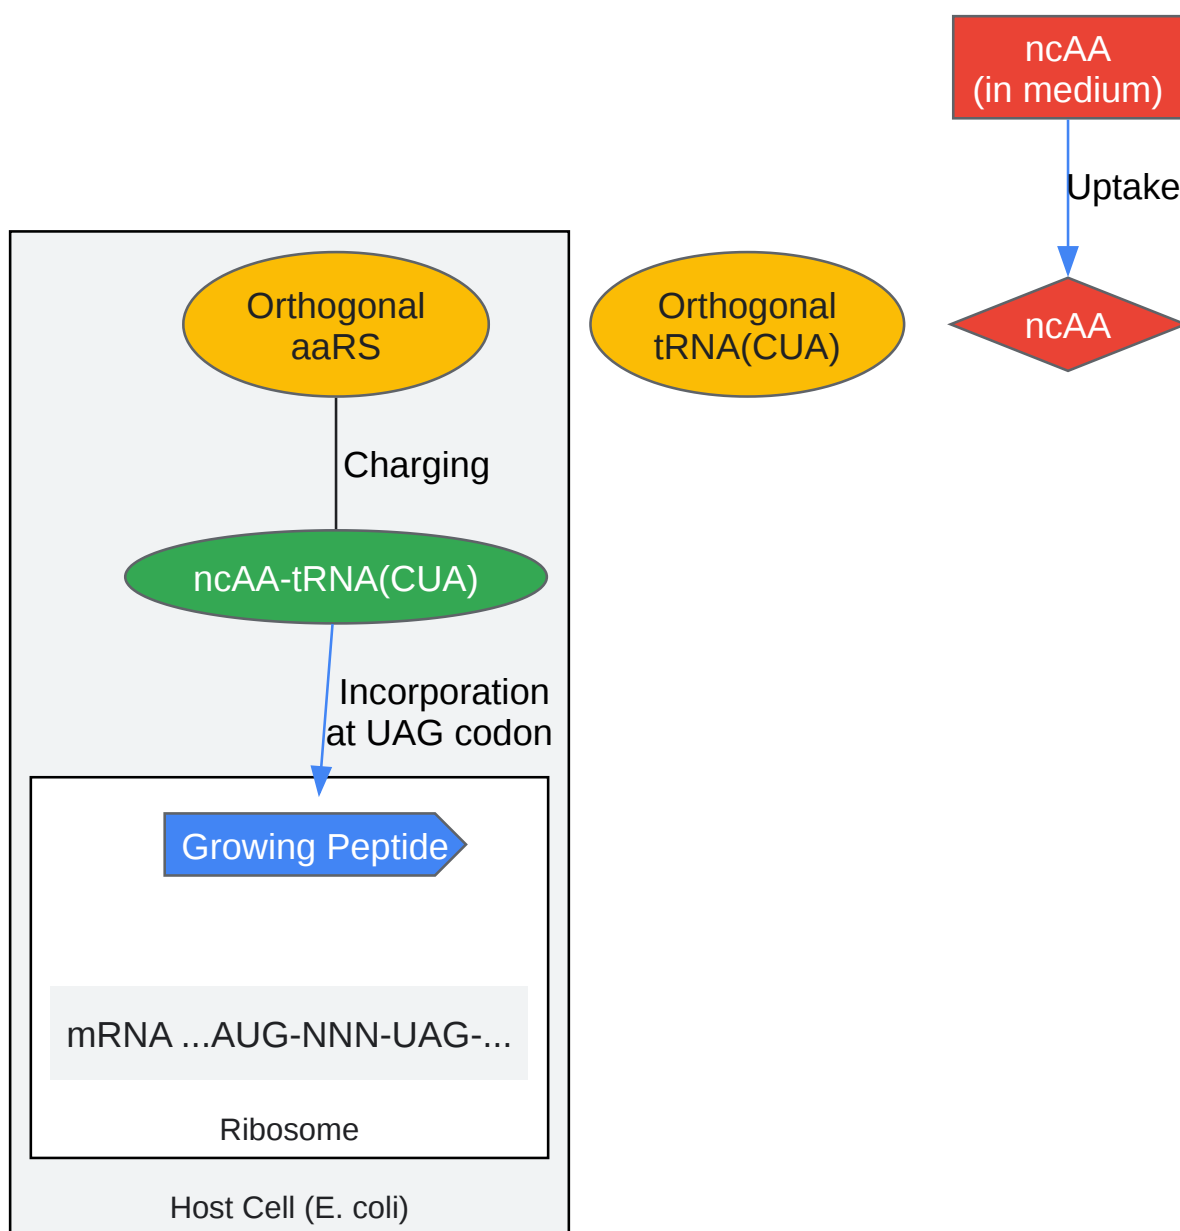 ncAA
(in medium)
Uptake
Orthogonal
aaRS
Orthogonal
tRNA(CUA)
ncAA
Charging
ncAA-tRNA(CUA)
Incorporation
at UAG codon
Growing Peptide
mRNA ...AUG-NNN-UAG-...
Ribosome
Host Cell (E. coli)